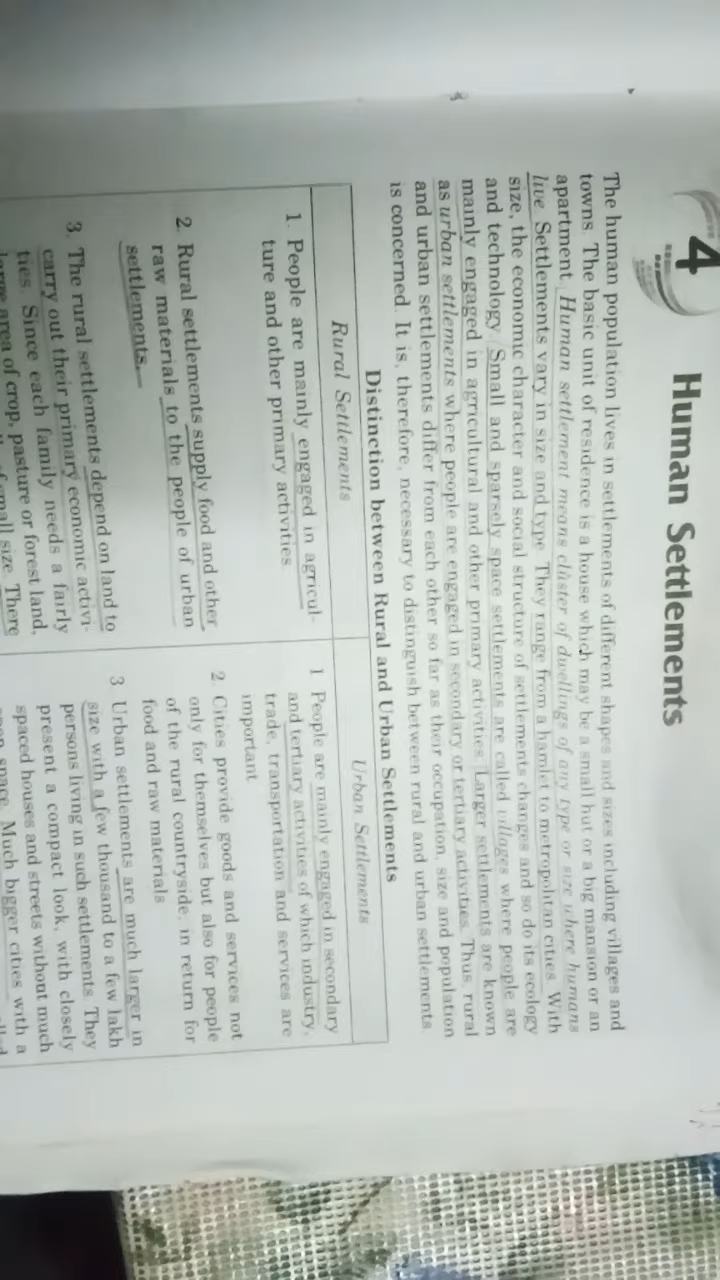 4
Human Settlements
The human population lives in settlements of different shapes and sizes including villages and
towns. The basic unit of residence is a house which may be a small hut or a big mansion or an
apartment. Human settlement means cluster of dwellings of any type or size where humans
live. Settlements vary in size and type. They range from a hamlet to metropolitan cities. With
size, the economic character and social structure of settlements changes and so do its ecology
and technology. Small and sparsely space settlements are called villages where people are
mainly engaged in agricultural and other primary activities. Larger settlements are known
as urban settlements where people are engaged in secondary or tertiary activities. Thus, rural
and urban settlements differ from each other so far as their occupation, size and population
is concerned. It is, therefore, necessary to distinguish between rural and urban settlements.
Distinction between Rural and Urban Settlements
Rural Settlements
1. People are mainly engaged in agricul-
ture and other primary activities.
2. Rural settlements supply food and other
raw materials to the people of urban
settlements.
3. The rural settlements depend on land to
carry out their primary economic activi-
ties. Since each family needs a fairly
large area of crop, pasture or forest land,
small size. There
Urban Settlements
1. People are mainly engaged in secondary
and tertiary activities of which industry,
trade, transportation and services are
important.
2. Cities provide goods and services not
only for themselves but also for people
of the rural countryside, in return for
food and raw materials.
3. Urban settlements are much larger in
size with a few thousand to a few lakh
persons living in such settlements. They
present a compact look, with closely
spaced houses and streets without much
open space. Much bigger cities with a